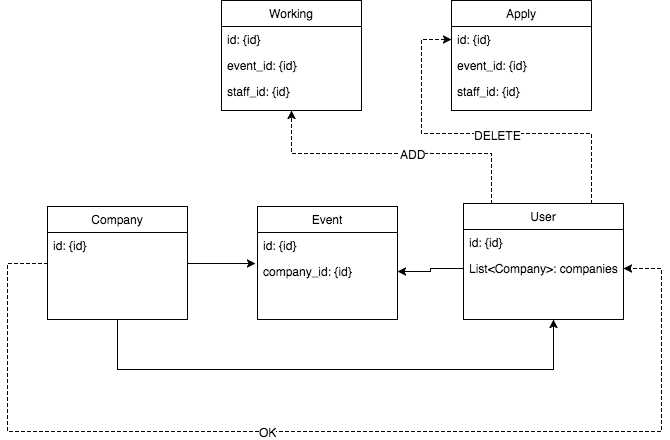 Working
id: {id}
event_id: {id}
staff_id: {id}
Apply
id: {id}
event_id: {id}
staff_id: {id}
DELETE
ADD
Company
id: {id}
Event
id: {id}
company_id: {id}
User
id: {id}
List<Company>: companies
OK